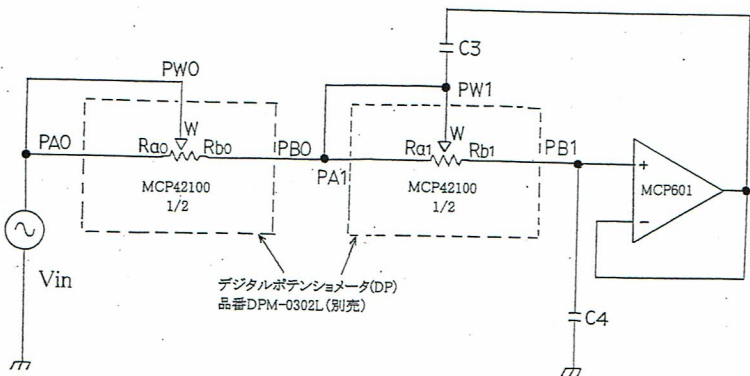 C3
PW0
PW1
W
W
PA0
Ra0
Rb0
PB0
PA1
Ra1
Rb1
PB1
+
MCP42100
1/2
MCP42100
1/2
MCP601
−
Vin
デジタルポテンショメータ(DP)
品番DPM-0302L(別売)
C4